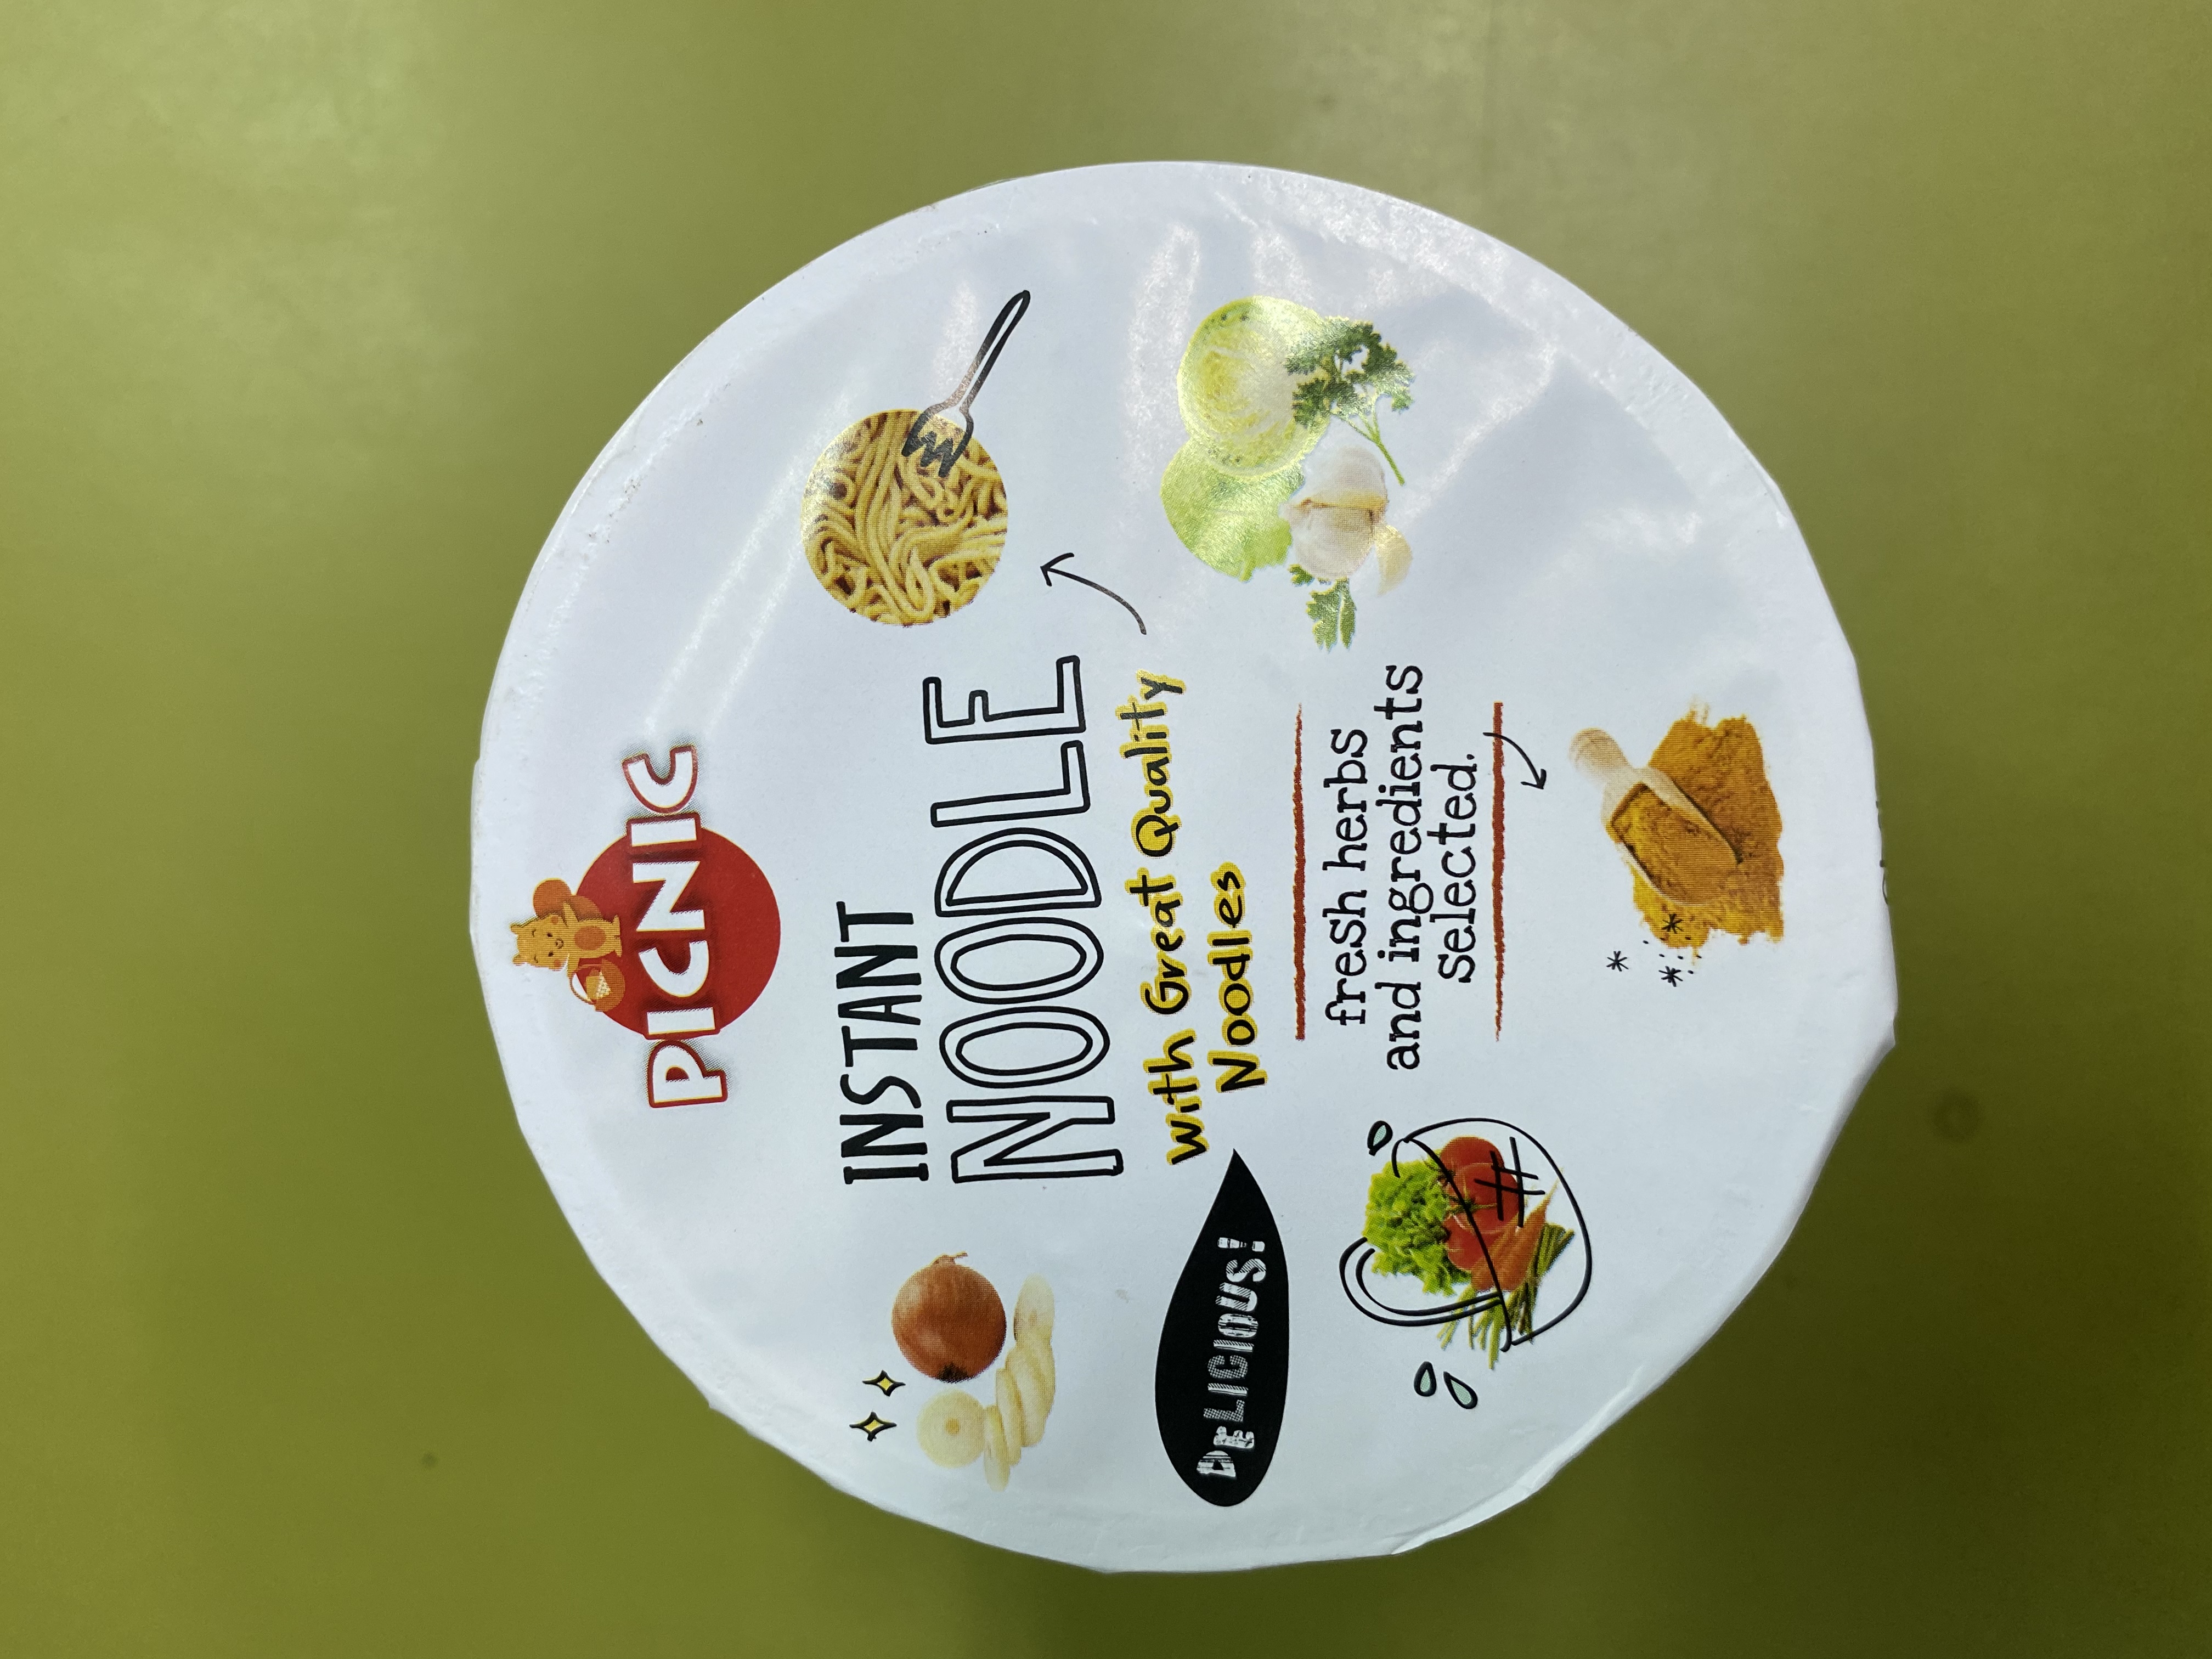 PICNIC
INSTANT
NOODLE
With Great Quality
Noodles
DELICIOUS!
fresh herbs
and ingredients
Selected.